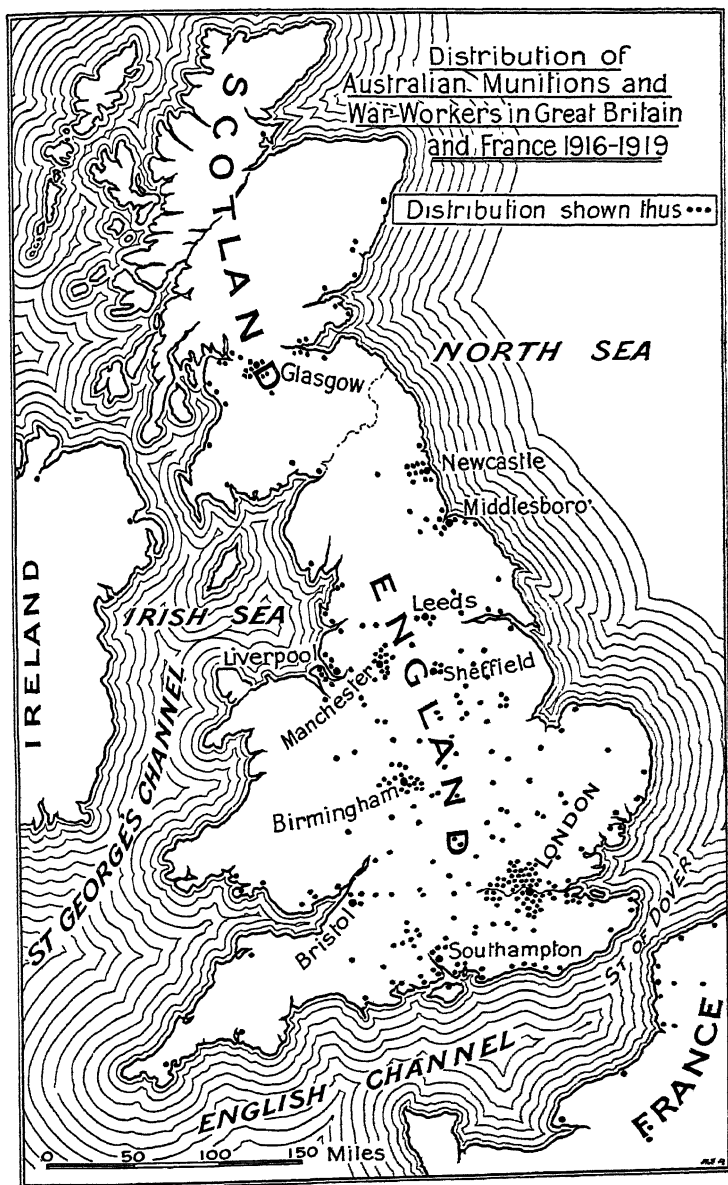 Distribution of
Australian Munitions and
War Workers in Great Britain
and France 1916-1919
Distribution shown thus •••
SCOTLAND
NORTH SEA
Glasgow
Newcastle
Middlesboro'
IRELAND
IRISH SEA
ENGLAND
Leeds
Liverpool
Manchester
Sheffield
ST GEORGE'S CHANNEL
Birmingham
LONDON
Bristol
Southampton
ST OF DOVER
ENGLISH CHANNEL
FRANCE
0 50 100 150 Miles